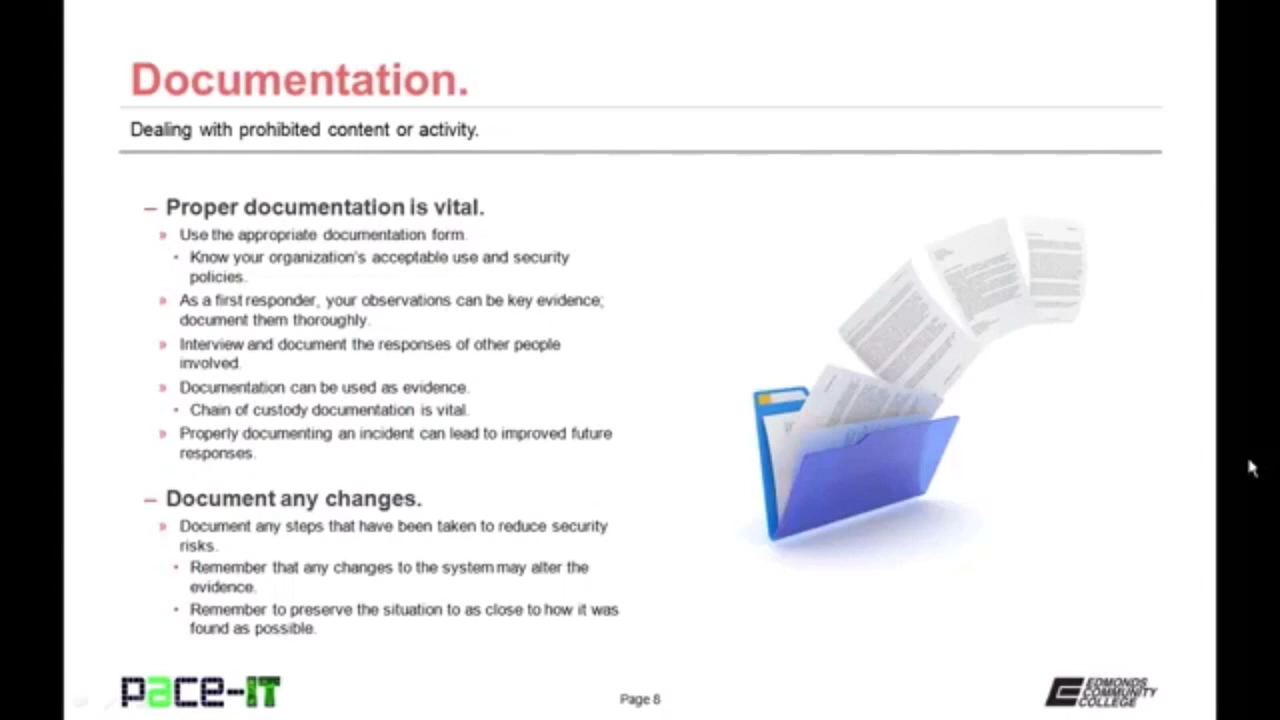 Documentation.
Dealing with prohibited content or activity.
– Proper documentation is vital.
» Use the appropriate documentation form.
• Know your organization's acceptable use and security
policies.
» As a first responder, your observations can be key evidence;
document them thoroughly.
» Interview and document the responses of other people
involved.
» Documentation can be used as evidence.
• Chain of custody documentation is vital.
» Properly documenting an incident can lead to improved future
responses.
– Document any changes.
» Document any steps that have been taken to reduce security
risks.
• Remember that any changes to the system may alter the
evidence.
• Remember to preserve the situation to as close to how it was
found as possible.
pace-IT
Page 8
EDMONDS
COMMUNITY
COLLEGE